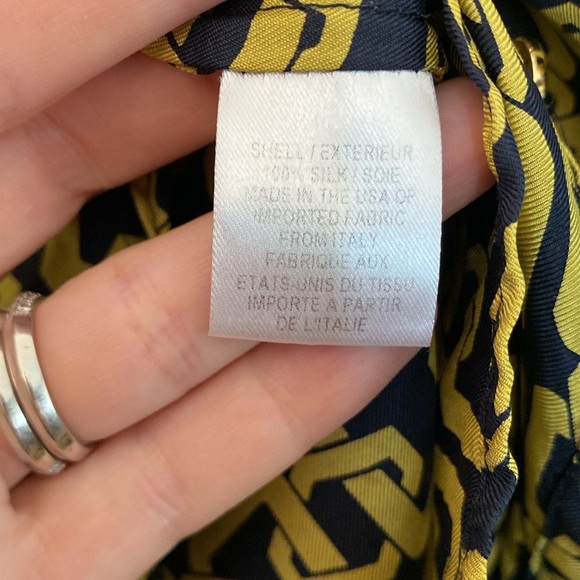 SHELL / EXTERIEUR
100% SILK / SOIE
MADE IN THE USA OF
IMPORTED FABRIC
FROM ITALY
FABRIQUE AUX
ETATS-UNIS DU TISSU
IMPORTE A PARTIR
DE L'ITALIE